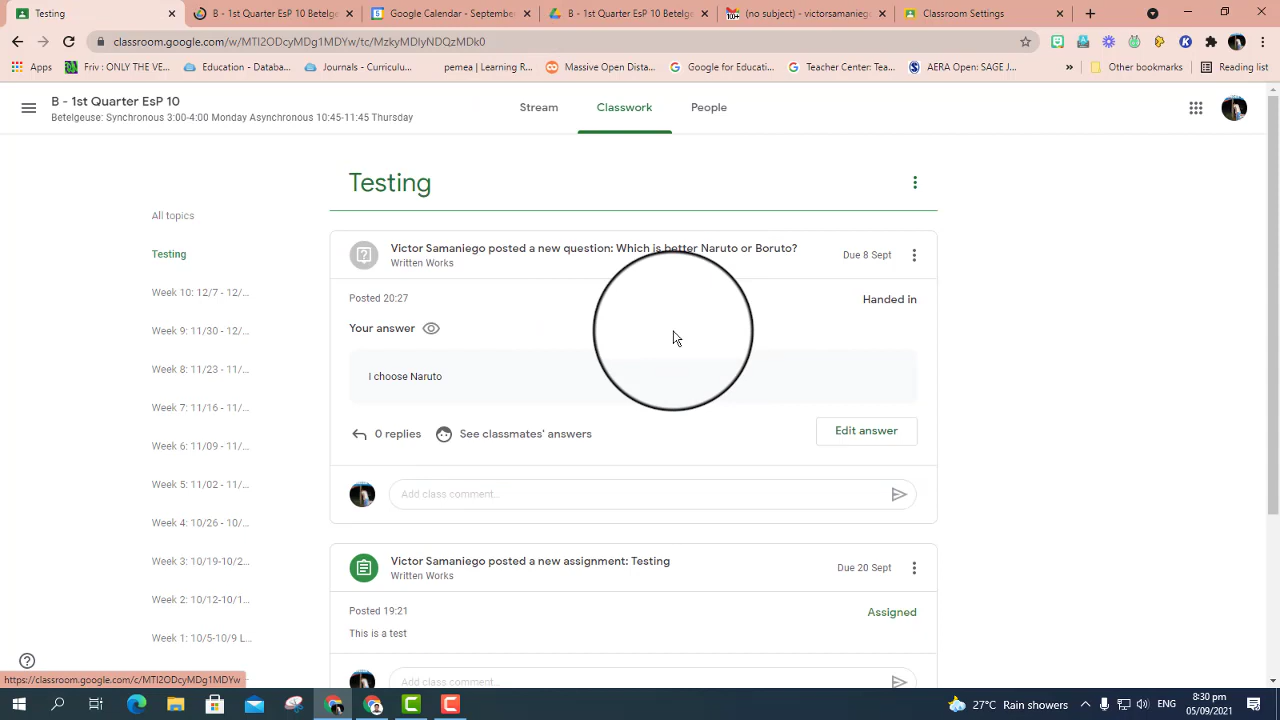 Testing
B - 1st Quarter EsP 10 Betelge
Google Calendar - September
B - 1st Quarter EsP 10 Betelge
(no subject) - victorsamanieg
Classroom Settings
classroom.google.com/w/MTI2ODcyMDg1MDYw/tc/MzkyMDIyNDQzMDk0
Apps
Friv: ONLY THE VE...
Education - Databa...
Journals - Curriculu...
pemea | Learning R...
Massive Open Dista...
Google for Education...
Teacher Center: Tea...
AERA Open: SAGE J...
»
Other bookmarks
Reading list
B - 1st Quarter EsP 10
Betelgeuse: Synchronous 3:00-4:00 Monday Asynchronous 10:45-11:45 Thursday
Stream
Classwork
People
Testing
All topics
Testing
Week 10: 12/7 - 12/...
Week 9: 11/30 - 12/...
Week 8: 11/23 - 11/...
Week 7: 11/16 - 11/...
Week 6: 11/09 - 11/...
Week 5: 11/02 - 11/...
Week 4: 10/26 - 10/...
Week 3: 10/19-10/2...
Week 2: 10/12-10/1...
Week 1: 10/5-10/9 L...
Victor Samaniego posted a new question: Which is better Naruto or Boruto?
Written Works
Due 8 Sept
Posted 20:27
Handed in
Your answer
I choose Naruto
0 replies
See classmates' answers
Edit answer
Add class comment...
Victor Samaniego posted a new assignment: Testing
Written Works
Due 20 Sept
Posted 19:21
Assigned
This is a test
Add class comment...
https://classroom.google.com/c/MTI2ODcyMDg1MDYw
27°C Rain showers
ENG
8:30 pm
05/09/2021